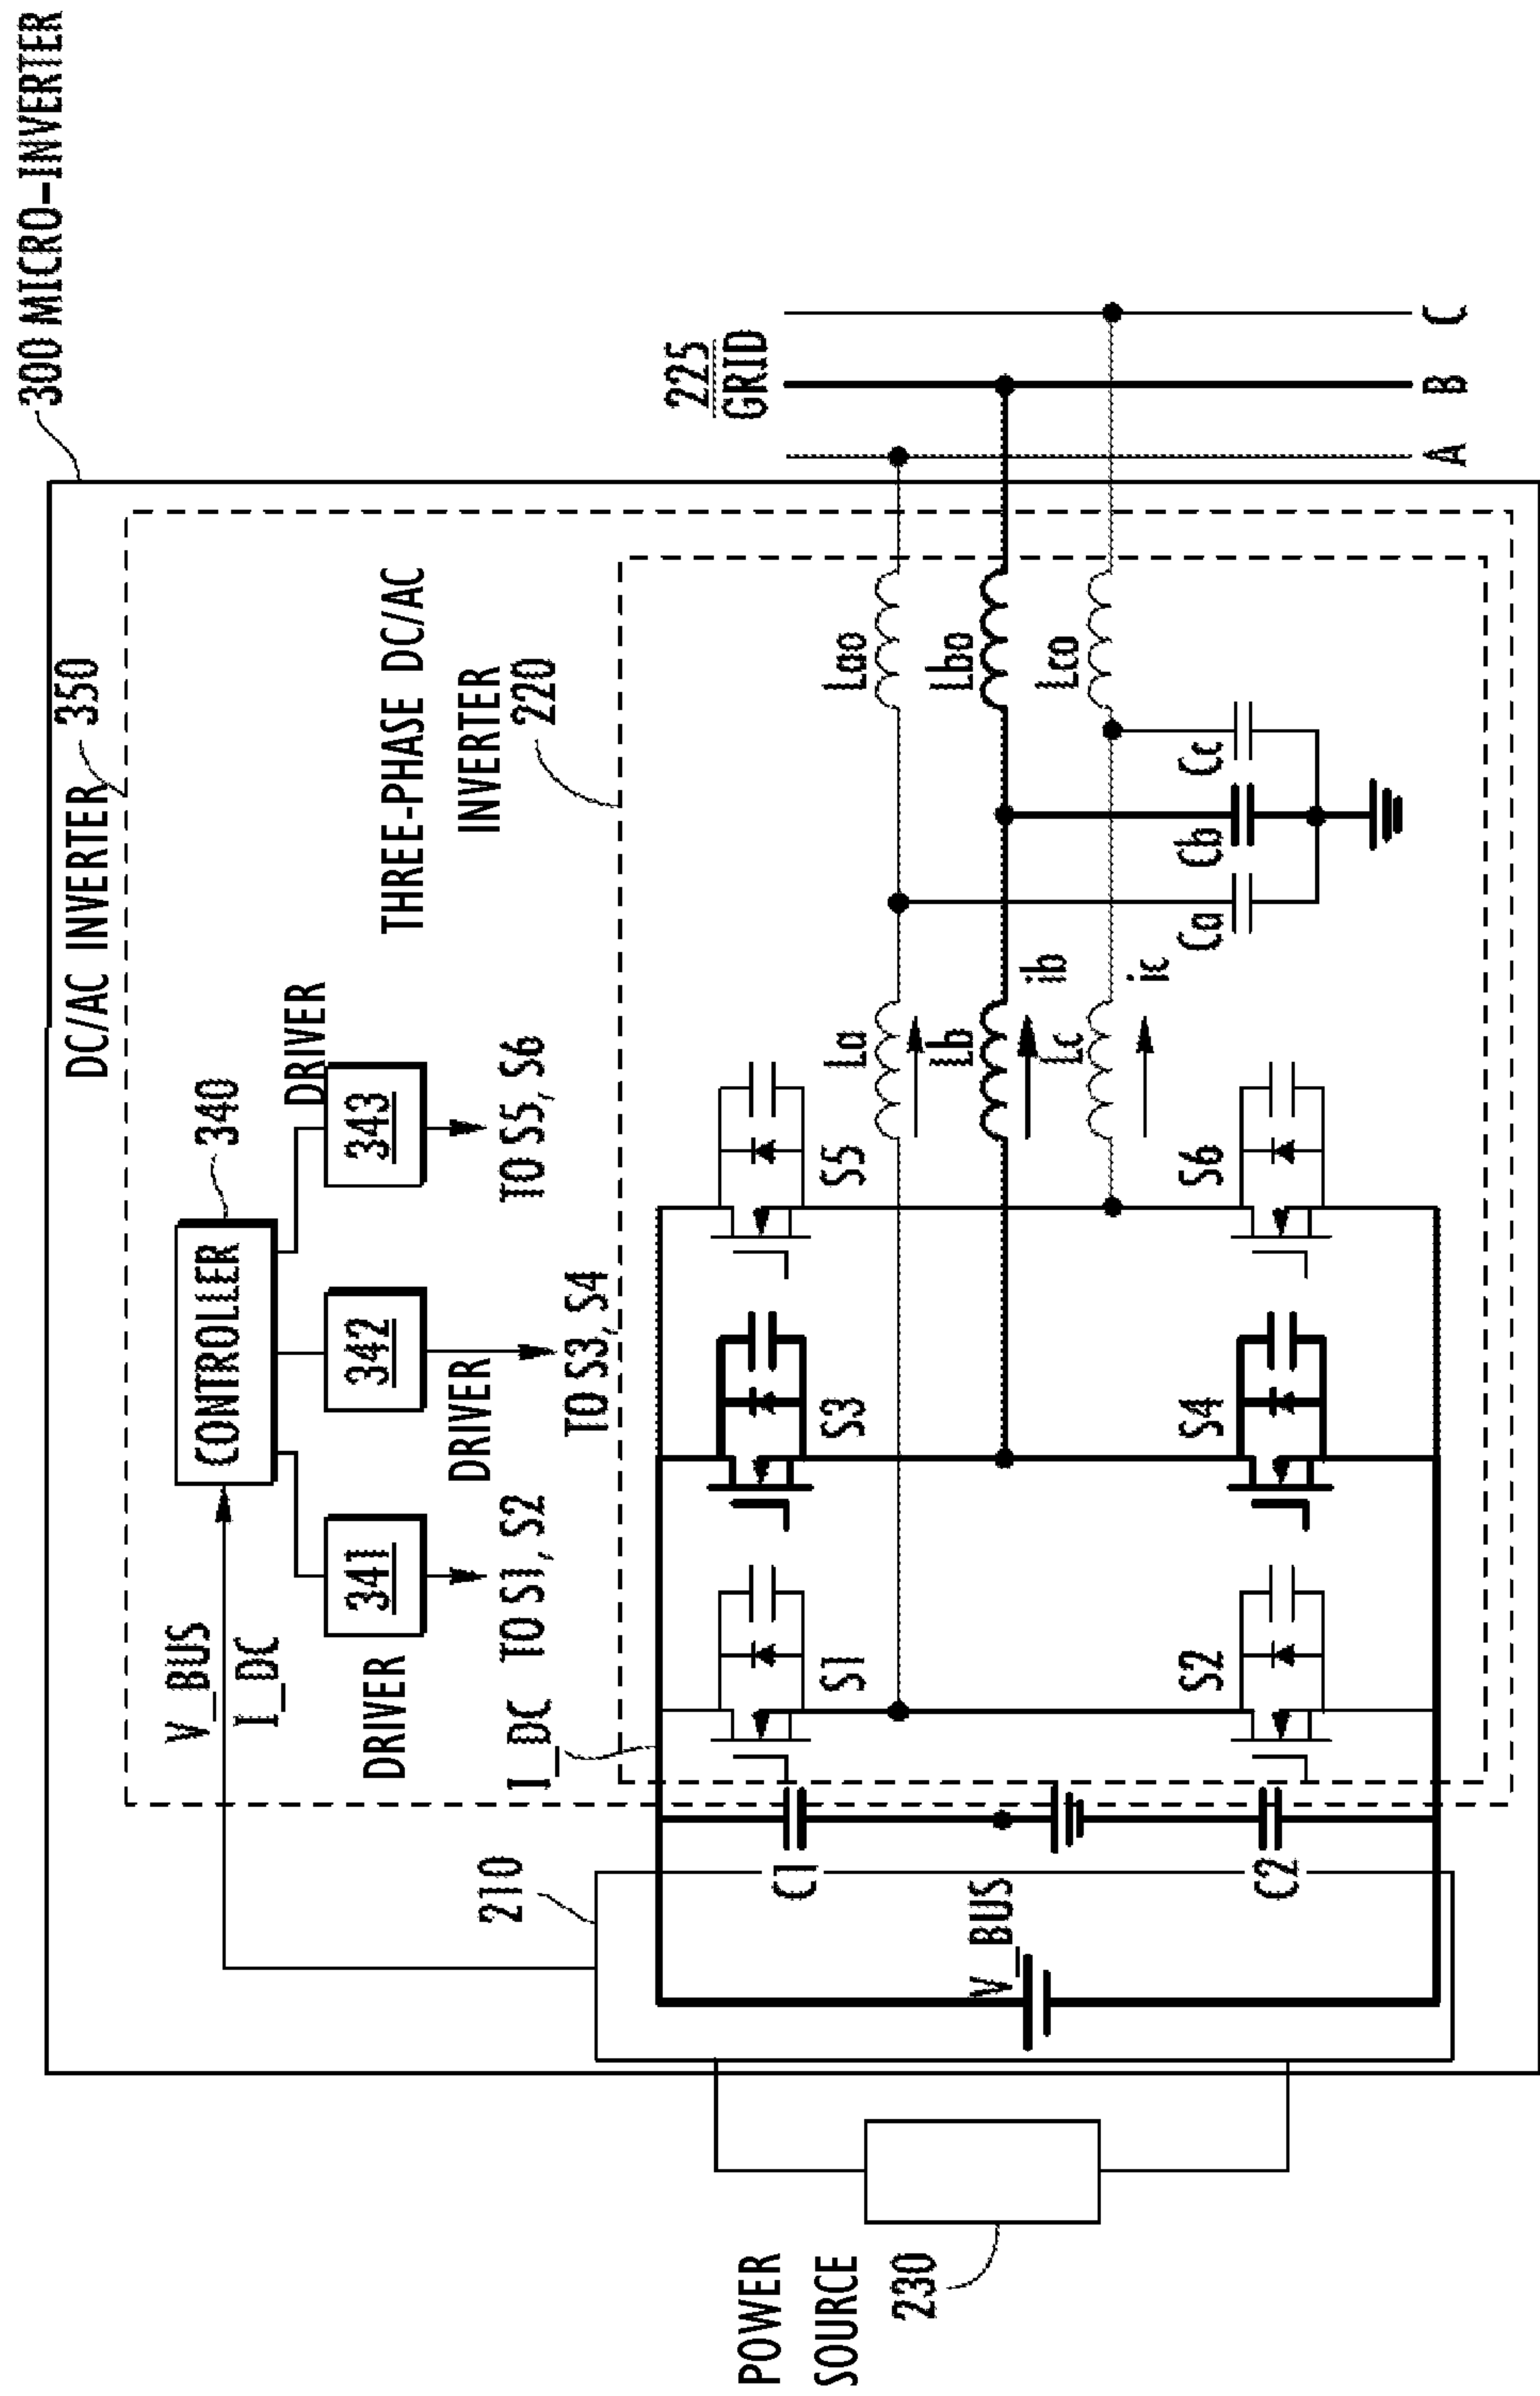 300 MICRO-INVERTER
DC/AC INVERTER 350
CONTROLLER
340
V_BUS
I_DC
DRIVER
341
TO S1, S2
342
DRIVER
TO S3, S4
DRIVER
343
TO S5, S6
THREE-PHASE DC/AC
INVERTER
220
225
GRID
I_DC
210
S1
S3
S5
La
Lao
C1
V_BUS
Lb
ib
Lbo
Lc
ic
Lco
C2
S2
S4
S6
Ca
Cb
Cc
A
B
C
POWER
SOURCE
230